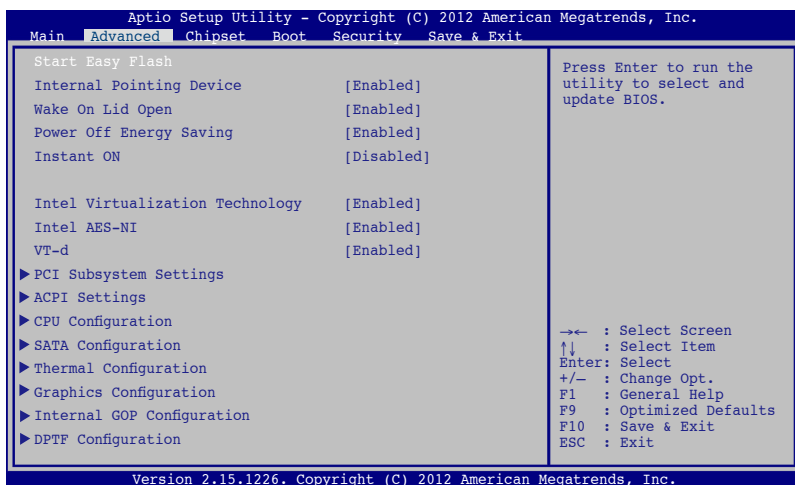 Aptio Setup Utility – Copyright (C) 2012 American Megatrends, Inc.
Main Advanced Chipset Boot Security Save & Exit
Start Easy Flash
Internal Pointing Device [Enabled]
Wake On Lid Open [Enabled]
Power Off Energy Saving [Enabled]
Instant ON [Disabled]
Intel Virtualization Technology [Enabled]
Intel AES-NI [Enabled]
VT-d [Enabled]
PCI Subsystem Settings
ACPI Settings
CPU Configuration
SATA Configuration
Thermal Configuration
Graphics Configuration
Internal GOP Configuration
DPTF Configuration
Press Enter to run the
utility to select and
update BIOS.
→← : Select Screen
↑↓ : Select Item
Enter: Select
+/— : Change Opt.
F1 : General Help
F9 : Optimized Defaults
F10 : Save & Exit
ESC : Exit
Version 2.15.1226. Copyright (C) 2012 American Megatrends, Inc.